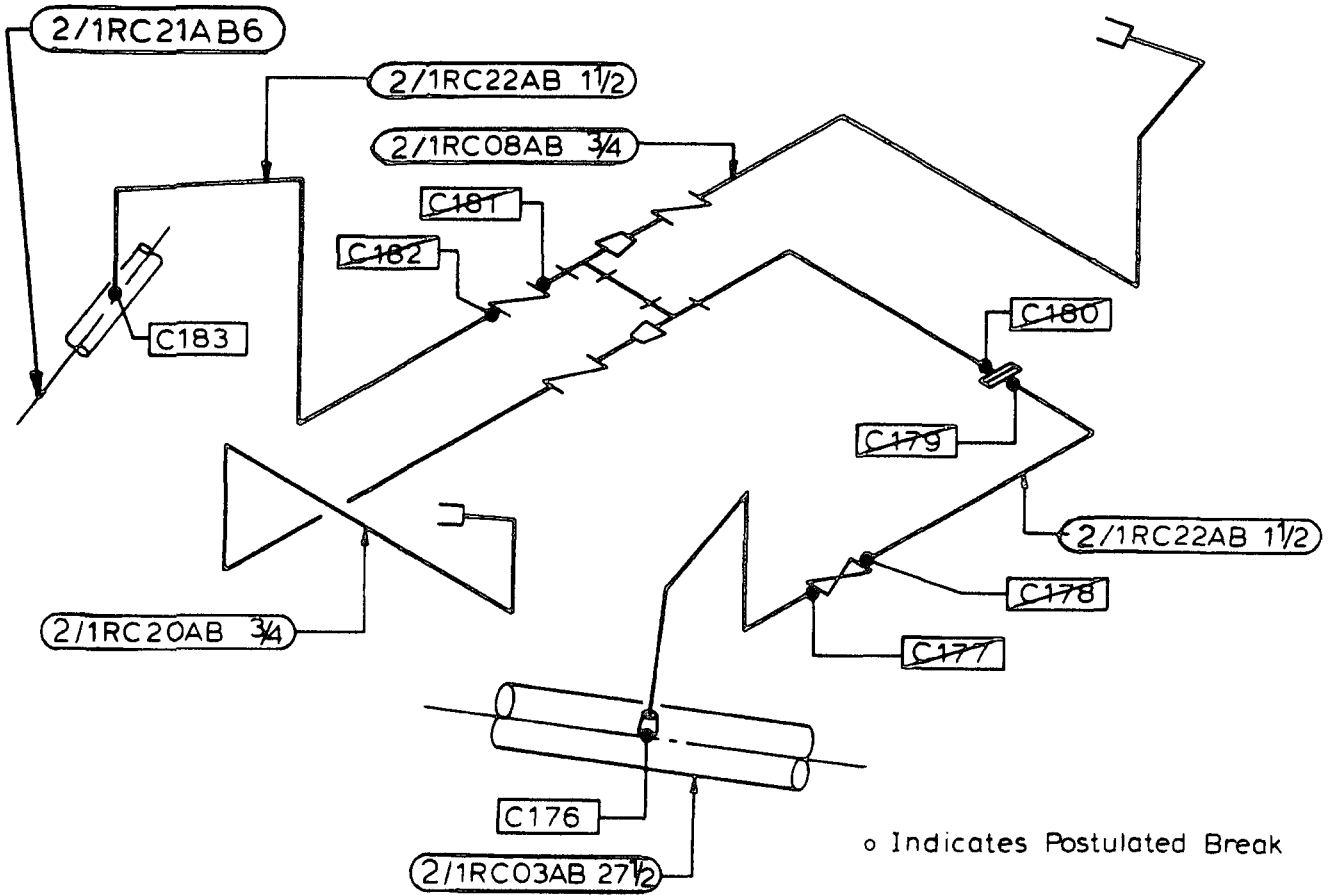 2/1RC21AB6
2/1RC22AB 1½
2/1RC08AB ¾
C181
C182
C183
C180
C179
2/1RC22AB 1½
C178
2/1RC20AB ¾
C177
C176
o Indicates Postulated Break
2/1RC03AB 27½